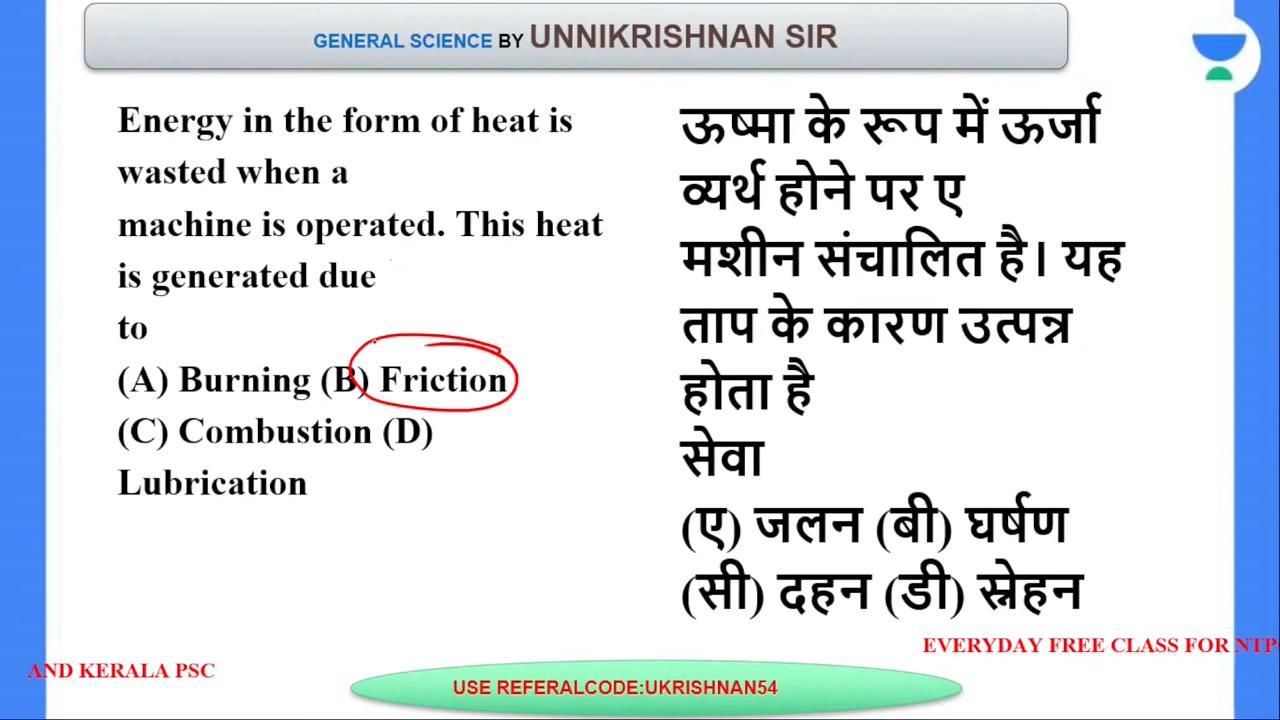 GENERAL SCIENCE BY UNNIKRISHNAN SIR
Energy in the form of heat is
wasted when a
machine is operated. This heat
is generated due
to
(A) Burning (B) Friction
(C) Combustion (D)
Lubrication
ऊष्मा के रूप में ऊर्जा
व्यर्थ होने पर ए
मशीन संचालित है। यह
ताप के कारण उत्पन्न
होता है
सेवा
(ए) जलन (बी) घर्षण
(सी) दहन (डी) स्नेहन
EVERYDAY FREE CLASS FOR NTP
AND KERALA PSC
USE REFERALCODE:UKRISHNAN54